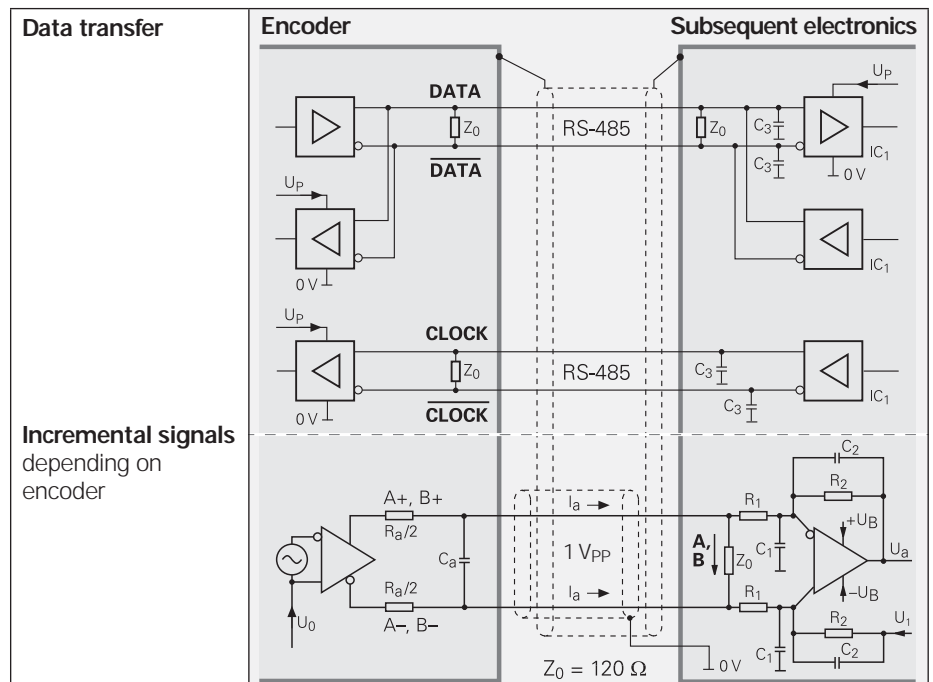 Data transfer
Encoder
Subsequent electronics
DATA
Z0
RS-485
Z0
C3
UP
IC1
DATA
C3
0 V
UP
0 V
IC1
UP
CLOCK
Z0
RS-485
C3
CLOCK
C3
0 V
IC1
Incremental signals
depending on
encoder
A+, B+
Ra/2
Ca
Ia
1 VPP
Ia
Ra/2
A–, B–
U0
A,
B
Z0
R1
C1
R1
C1
C2
R2
+UB
Ua
–UB
R2
U1
C2
0 V
Z0 = 120 Ω